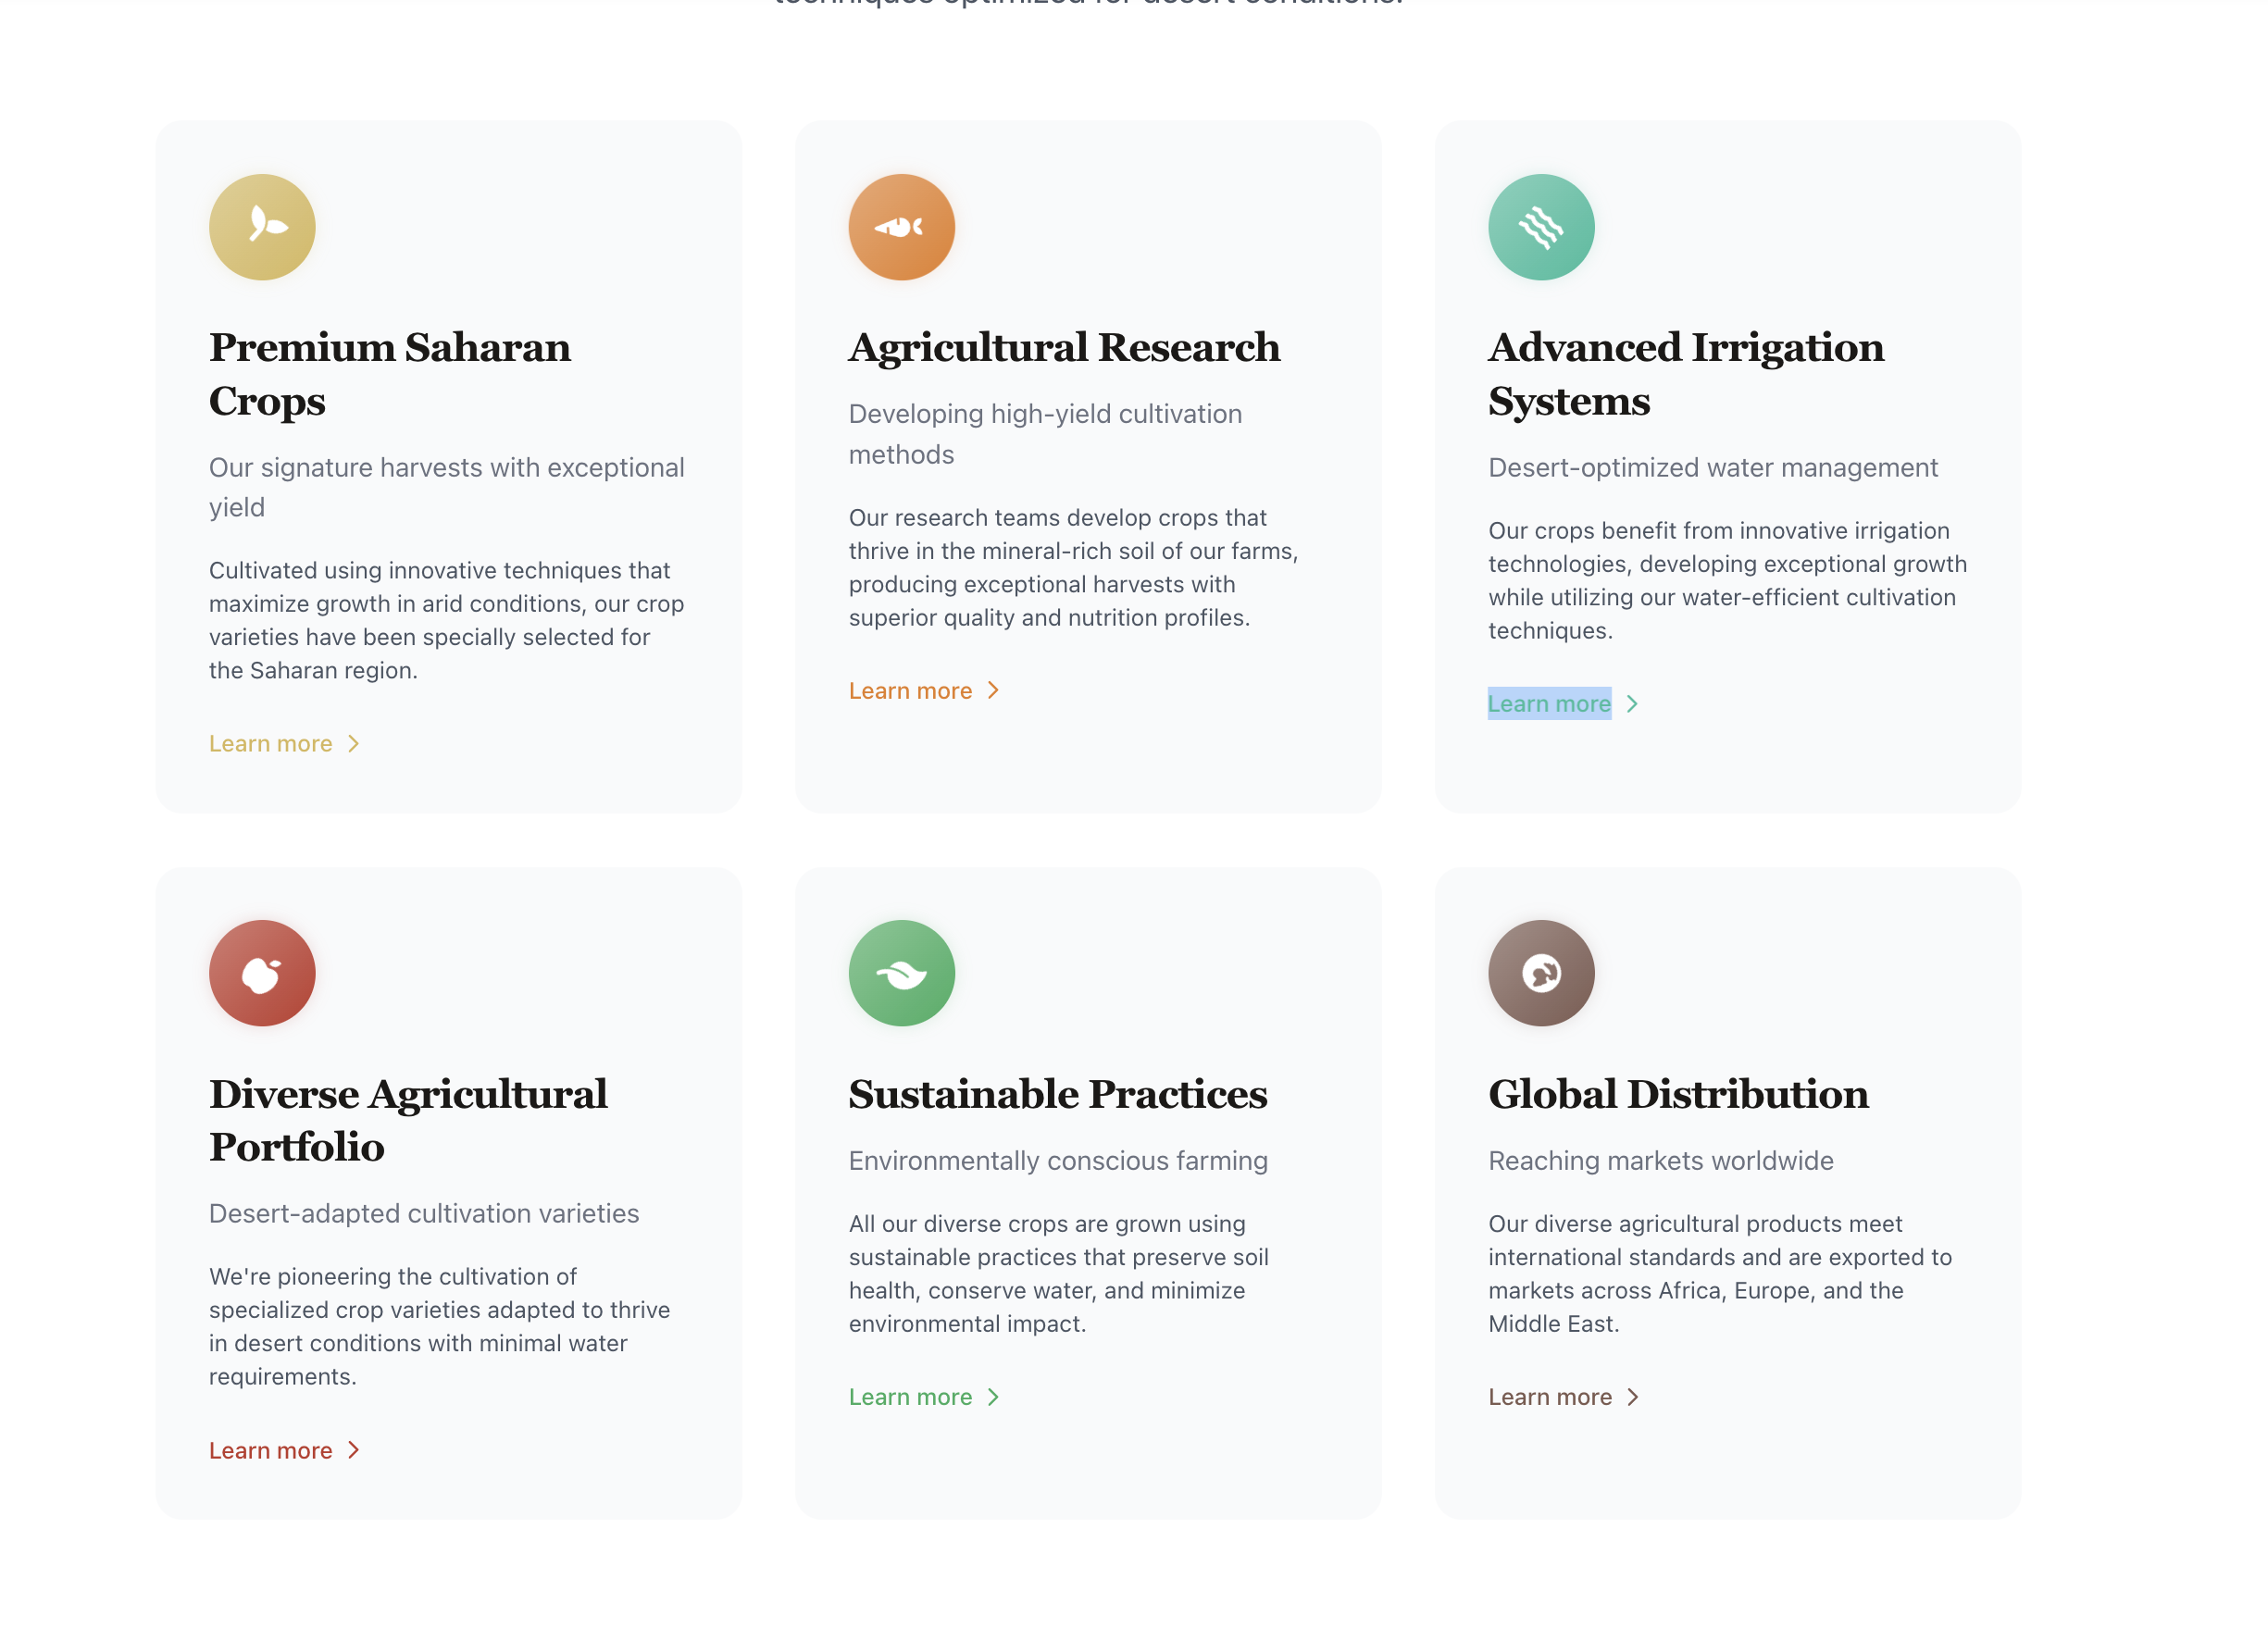 techniques optimized for desert conditions.
Premium Saharan
Crops
Our signature harvests with exceptional
yield
Cultivated using innovative techniques that
maximize growth in arid conditions, our crop
varieties have been specially selected for
the Saharan region.
Learn more
Agricultural Research
Developing high-yield cultivation
methods
Our research teams develop crops that
thrive in the mineral-rich soil of our farms,
producing exceptional harvests with
superior quality and nutrition profiles.
Learn more
Advanced Irrigation
Systems
Desert-optimized water management
Our crops benefit from innovative irrigation
technologies, developing exceptional growth
while utilizing our water-efficient cultivation
techniques.
Learn more
Diverse Agricultural
Portfolio
Desert-adapted cultivation varieties
We're pioneering the cultivation of
specialized crop varieties adapted to thrive
in desert conditions with minimal water
requirements.
Learn more
Sustainable Practices
Environmentally conscious farming
All our diverse crops are grown using
sustainable practices that preserve soil
health, conserve water, and minimize
environmental impact.
Learn more
Global Distribution
Reaching markets worldwide
Our diverse agricultural products meet
international standards and are exported to
markets across Africa, Europe, and the
Middle East.
Learn more